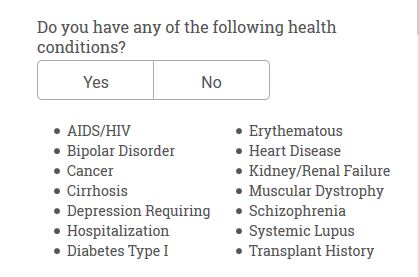 Do you have any of the following health
conditions?
Yes
No
• AIDS/HIV
• Bipolar Disorder
• Cancer
• Cirrhosis
• Depression Requiring
• Hospitalization
• Diabetes Type I
• Erythematous
• Heart Disease
• Kidney/Renal Failure
• Muscular Dystrophy
• Schizophrenia
• Systemic Lupus
• Transplant History